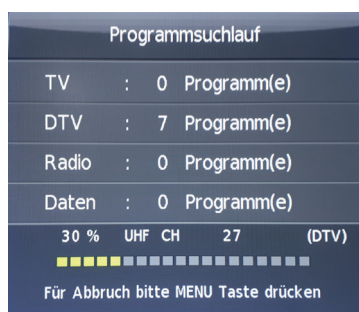 Programmsuchlauf
TV : 0 Programm(e)
DTV : 7 Programm(e)
Radio : 0 Programm(e)
Daten : 0 Programm(e)
30 % UHF CH 27 (DTV)
Für Abbruch bitte MENU Taste drücken